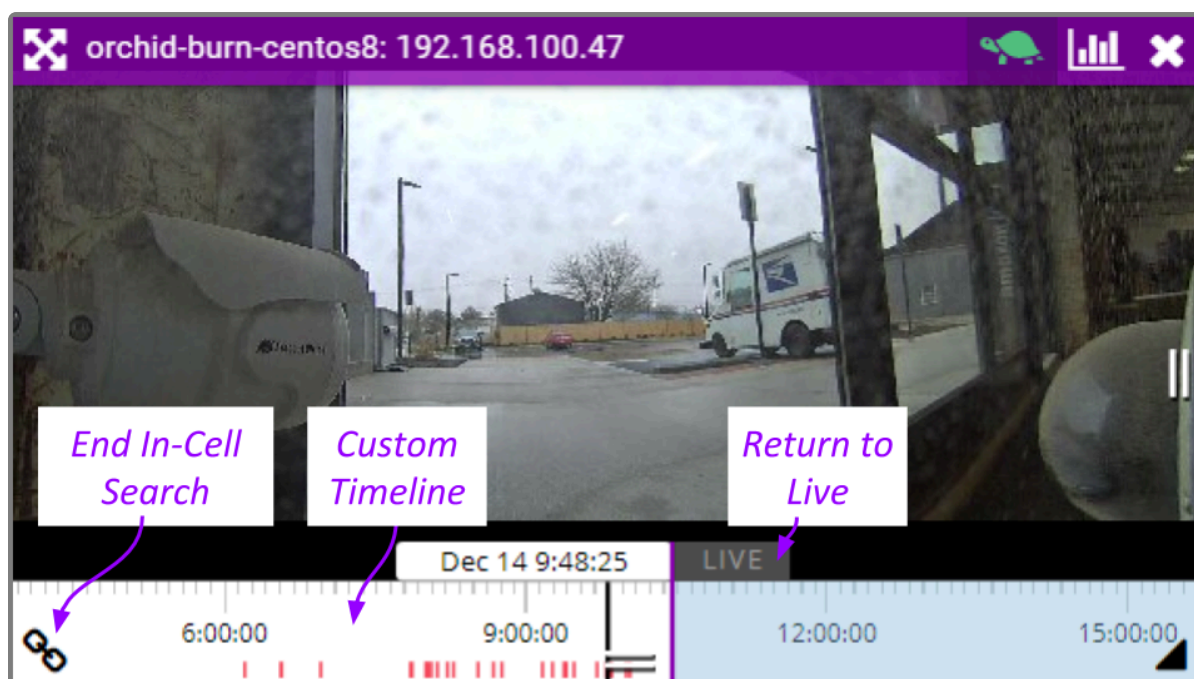 orchid-burn-centos8: 192.168.100.47
End In-Cell
Search
Custom
Timeline
Return to
Live
Dec 14 9:48:25
LIVE
6:00:00
9:00:00
12:00:00
15:00:00